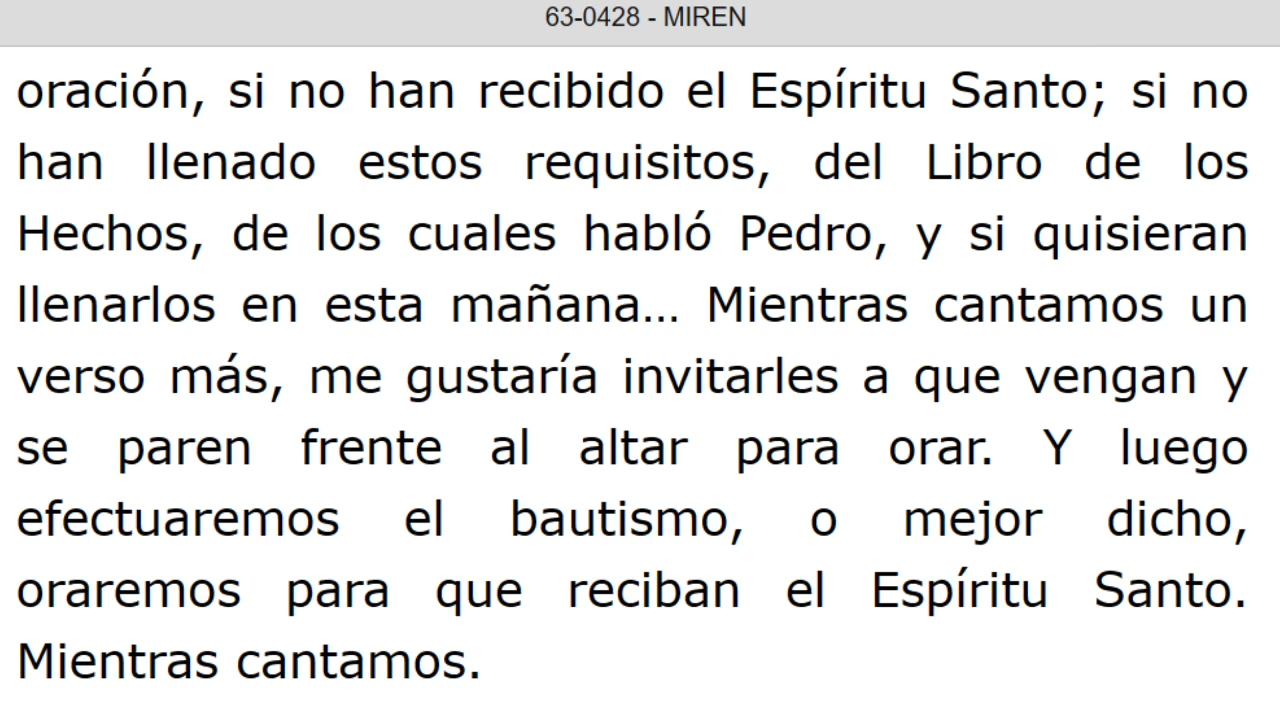 63-0428 - MIREN
oración, si no han recibido el Espíritu Santo; si no
han llenado estos requisitos, del Libro de los
Hechos, de los cuales habló Pedro, y si quisieran
llenarlos en esta mañana... Mientras cantamos un
verso más, me gustaría invitarles a que vengan y
se paren frente al altar para orar. Y luego
efectuaremos el bautismo, o mejor dicho,
oraremos para que reciban el Espíritu Santo.
Mientras cantamos.